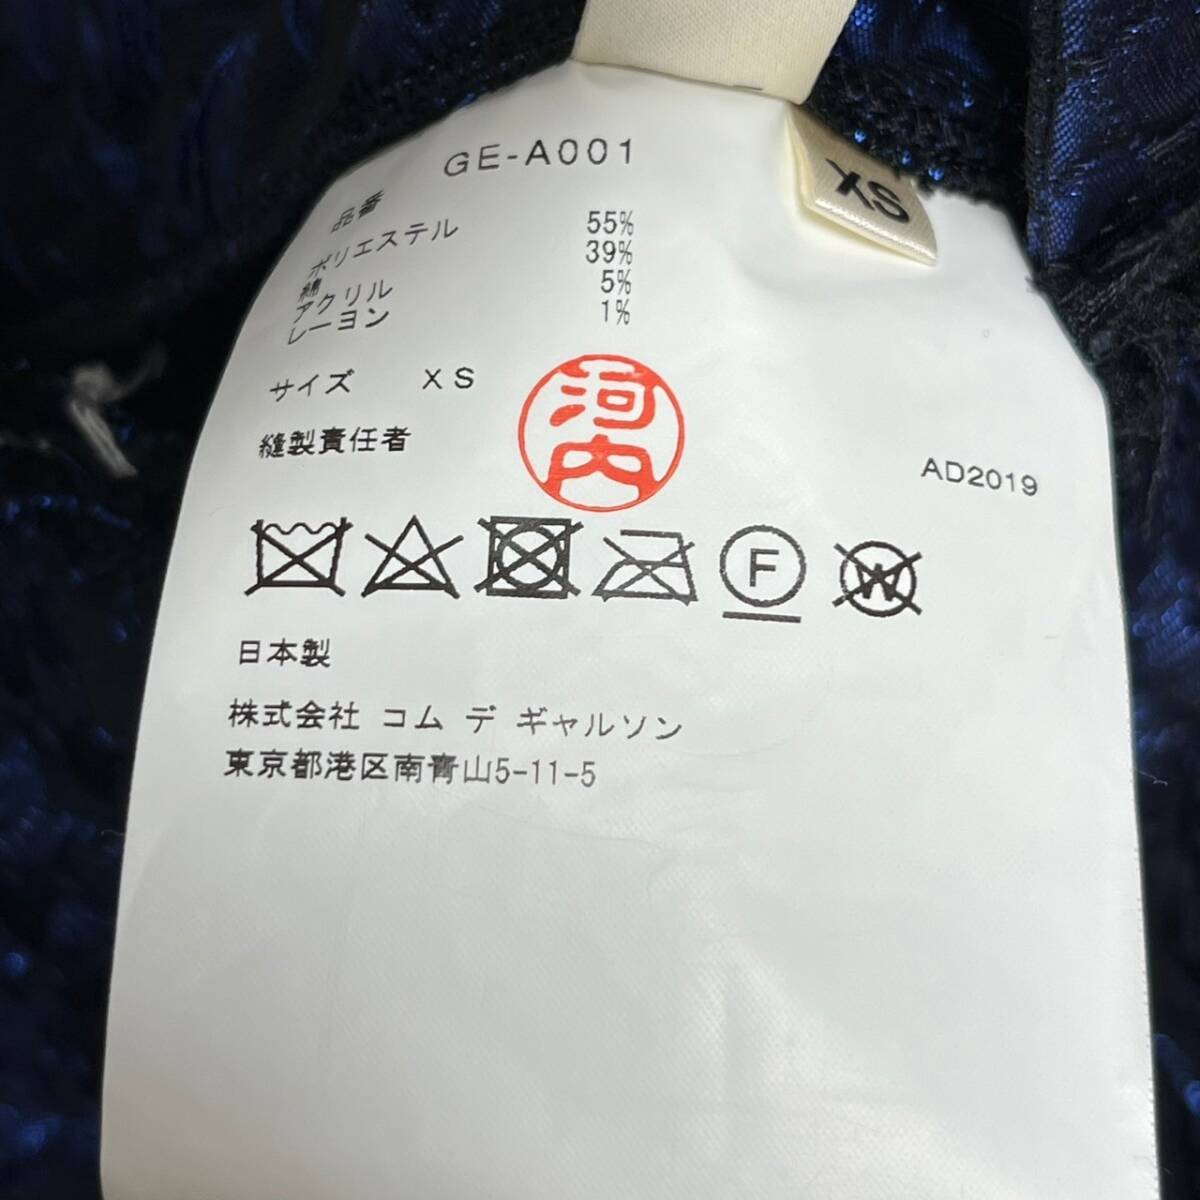 XS
品番 GE-A001
ポリエステル 55%
綿 39%
アクリル 5%
レーヨン 1%
サイズ XS
縫製責任者 河内
AD2019
F
W
日本製
株式会社 コム デ ギャルソン
東京都港区南青山5-11-5